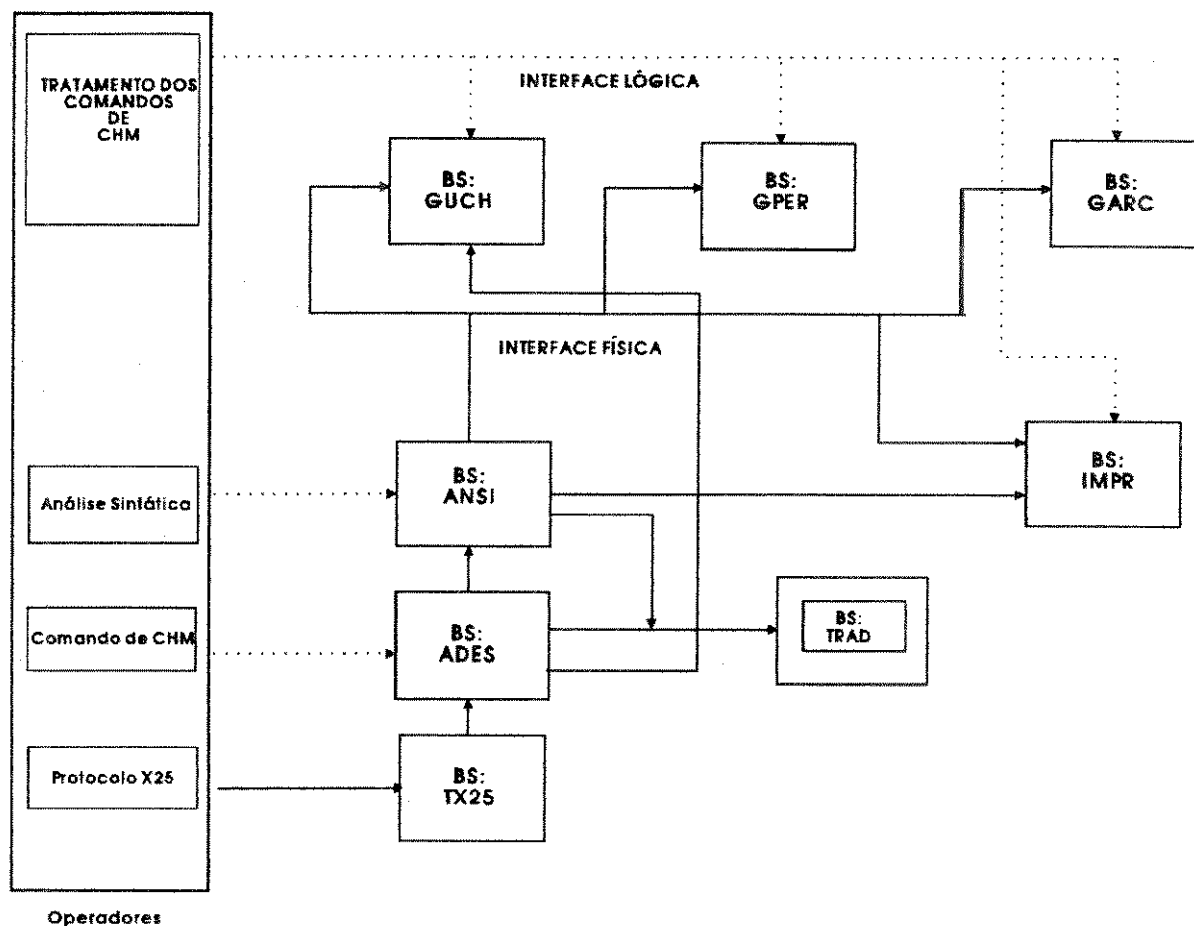 TRATAMENTO DOS
COMANDOS
DE
CHM
INTERFACE LÓGICA
BS:
GUCH
BS:
GPER
BS:
GARC
INTERFACE FÍSICA
Análise Sintática
BS:
ANSI
BS:
IMPR
Comando de CHM
BS:
ADES
BS:
TRAD
Protocolo X25
BS:
TX25
Operadores